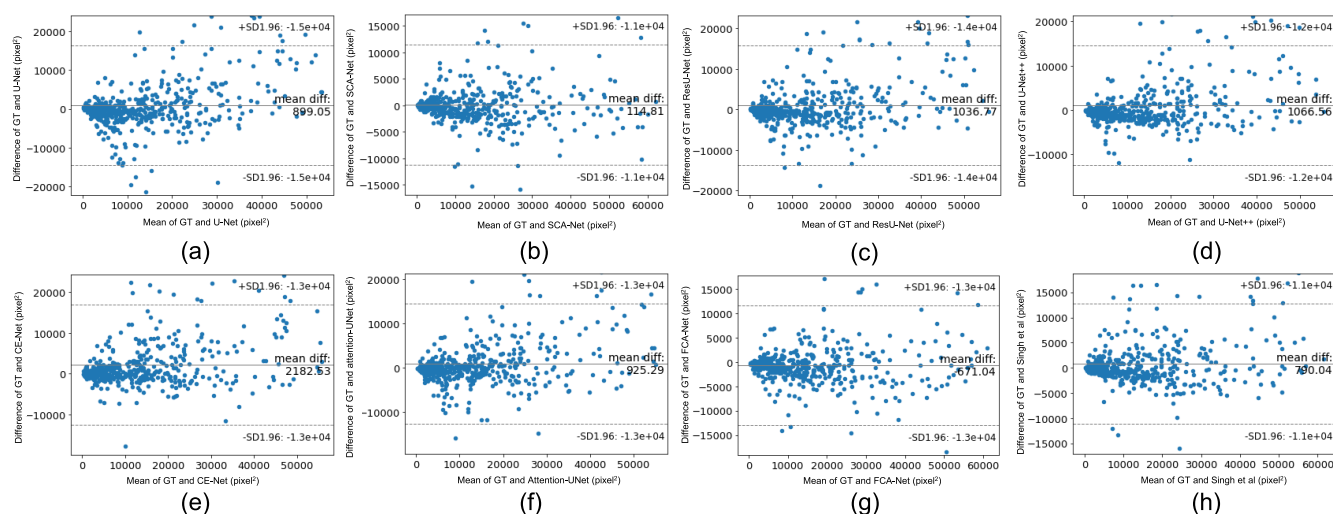 Difference of GT and U-Net (pixel²)
20000
10000
0
−10000
−20000
+SD1.96: -1.5e+04
mean diff:
899.05
-SD1.96: -1.5e+04
0 10000 20000 30000 40000 50000
Mean of GT and U-Net (pixel²)
(a)
Difference of GT and SCA-Net (pixel²)
15000
10000
5000
0
−5000
−10000
−15000
+SD1.96: -1.1e+04
mean diff:
114.81
-SD1.96: -1.1e+04
0 10000 20000 30000 40000 50000 60000
Mean of GT and SCA-Net (pixel²)
(b)
Difference of GT and ResU-Net (pixel²)
20000
10000
0
−10000
−20000
+SD1.96: -1.4e+04
mean diff:
1036.77
-SD1.96: -1.4e+04
0 10000 20000 30000 40000 50000
Mean of GT and ResU-Net (pixel²)
(c)
Difference of GT and U-Net++ (pixel²)
20000
10000
0
−10000
+SD1.96: -1.2e+04
mean diff:
1066.56
-SD1.96: -1.2e+04
0 10000 20000 30000 40000 50000
Mean of GT and U-Net++ (pixel²)
(d)
Difference of GT and CE-Net (pixel²)
20000
10000
0
−10000
+SD1.96: -1.3e+04
mean diff:
2182.53
-SD1.96: -1.3e+04
0 10000 20000 30000 40000 50000
Mean of GT and CE-Net (pixel²)
(e)
Difference of GT and attention-UNet (pixel²)
20000
10000
0
−10000
+SD1.96: -1.3e+04
mean diff:
925.29
-SD1.96: -1.3e+04
0 10000 20000 30000 40000 50000
Mean of GT and Attention-UNet (pixel²)
(f)
Difference of GT and FCA-Net (pixel²)
15000
10000
5000
0
−5000
−10000
−15000
+SD1.96: -1.3e+04
mean diff:
671.04
-SD1.96: -1.3e+04
0 10000 20000 30000 40000 50000 60000
Mean of GT and FCA-Net (pixel²)
(g)
Difference of GT and Singh et al (pixel²)
15000
10000
5000
0
−5000
−10000
−15000
+SD1.96: -1.1e+04
mean diff:
790.04
-SD1.96: -1.1e+04
0 10000 20000 30000 40000 50000 60000
Mean of GT and Singh et al (pixel²)
(h)